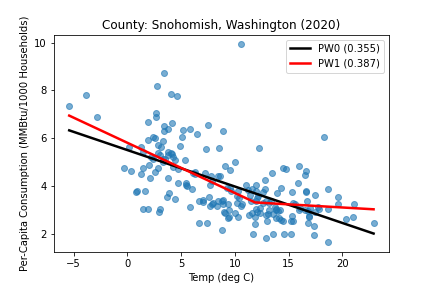 County: Snohomish, Washington (2020)
Per-Capita Consumption (MMBtu/1000 Households)
10
8
6
4
2
PW0 (0.355)
PW1 (0.387)
−5
0
5
10
15
20
Temp (deg C)